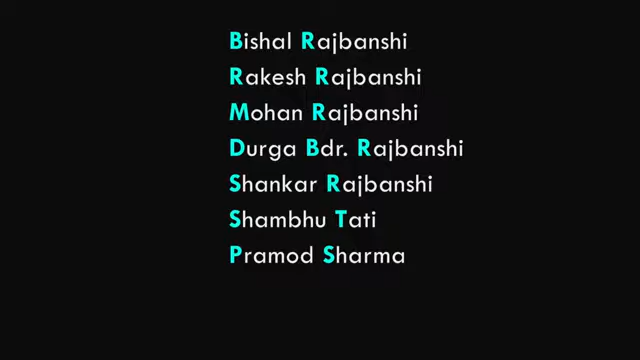 Bishal Rajbanshi
Rakesh Rajbanshi
Mohan Rajbanshi
Durga Bdr. Rajbanshi
Shankar Rajbanshi
Shambhu Tati
Pramod Sharma